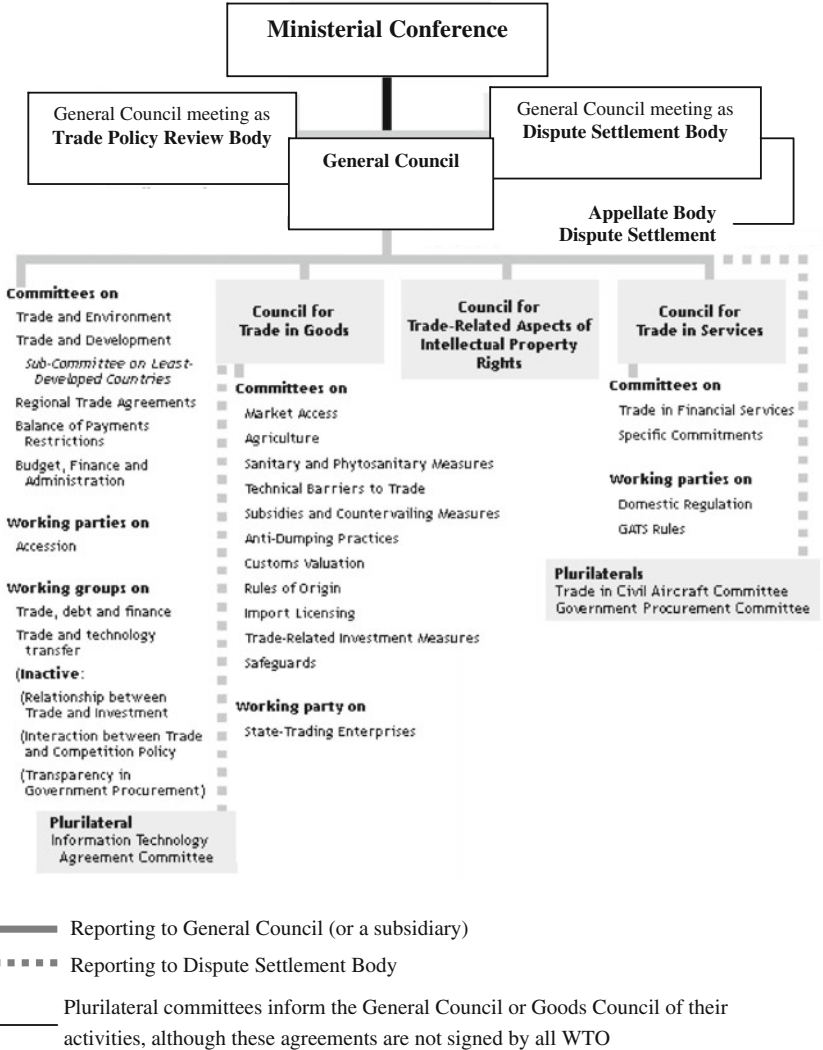 Ministerial Conference
General Council meeting as
Trade Policy Review Body
General Council meeting as
Dispute Settlement Body
General Council
Appellate Body
Dispute Settlement
Committees on
Trade and Environment
Trade and Development
Sub-Committee on Least-
Developed Countries
Regional Trade Agreements
Balance of Payments
Restrictions
Budget, Finance and
Administration
Working parties on
Accession
Working groups on
Trade, debt and finance
Trade and technology
transfer
(Inactive:
(Relationship between
Trade and Investment
(Interaction between Trade
and Competition Policy
(Transparency in
Government Procurement)
Plurilateral
Information Technology
Agreement Committee
Council for
Trade in Goods
Committees on
Market Access
Agriculture
Sanitary and Phytosanitary Measures
Technical Barriers to Trade
Subsidies and Countervailing Measures
Anti-Dumping Practices
Customs Valuation
Rules of Origin
Import Licensing
Trade-Related Investment Measures
Safeguards
Working party on
State-Trading Enterprises
Council for
Trade-Related Aspects of
Intellectual Property
Rights
Council for
Trade in Services
Committees on
Trade in Financial Services
Specific Commitments
Working parties on
Domestic Regulation
GATS Rules
Plurilaterals
Trade in Civil Aircraft Committee
Government Procurement Committee
Reporting to General Council (or a subsidiary)
Reporting to Dispute Settlement Body
Plurilateral committees inform the General Council or Goods Council of their
activities, although these agreements are not signed by all WTO